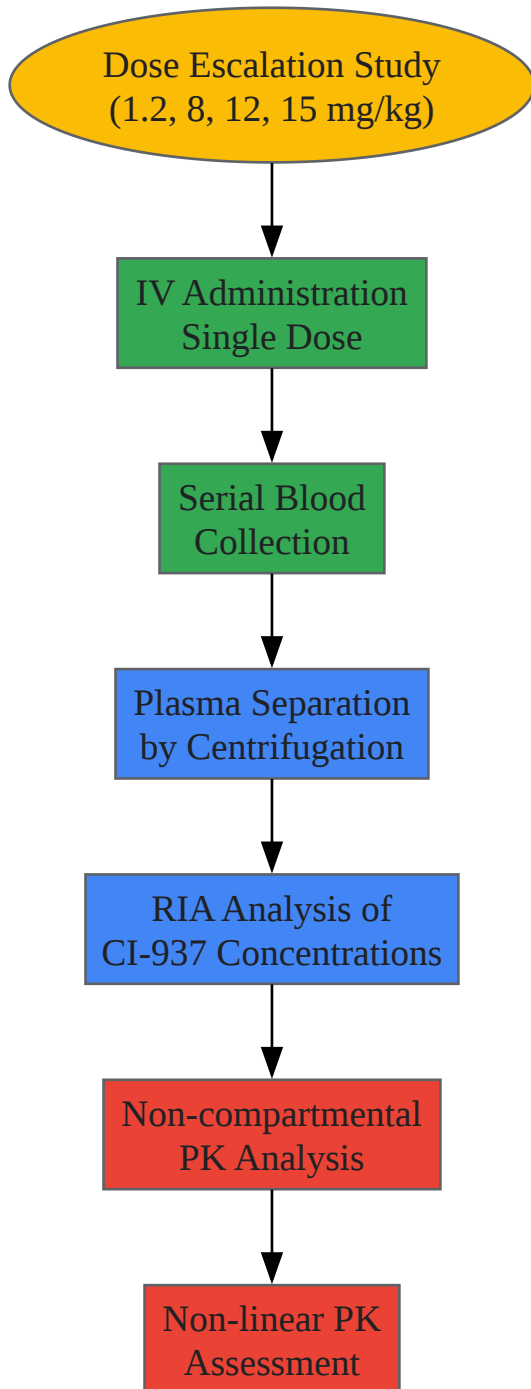 Dose Escalation Study
(1.2, 8, 12, 15 mg/kg)
IV Administration
Single Dose
Serial Blood
Collection
Plasma Separation
by Centrifugation
RIA Analysis of
CI-937 Concentrations
Non-compartmental
PK Analysis
Non-linear PK
Assessment